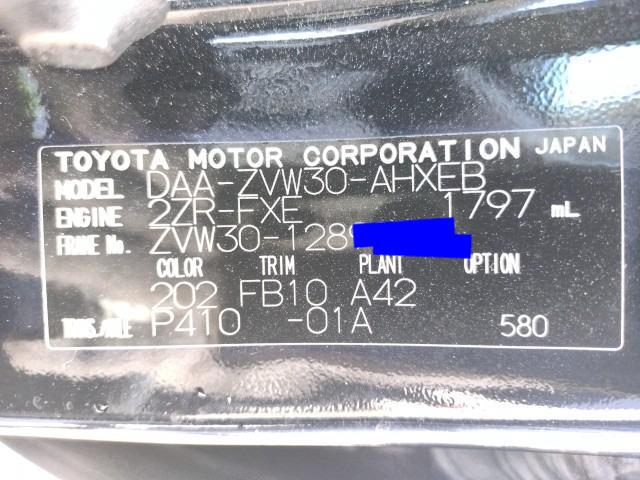 TOYOTA MOTOR CORPORATION JAPAN
MODEL DAA-ZVW30-AHXEB
ENGINE 2ZR-FXE 1797 mL
FRAME No. ZVW30-128
COLOR TRIM PLANT OPTION
202 FB10 A42
TRANS./AXLE P410 -01A 580